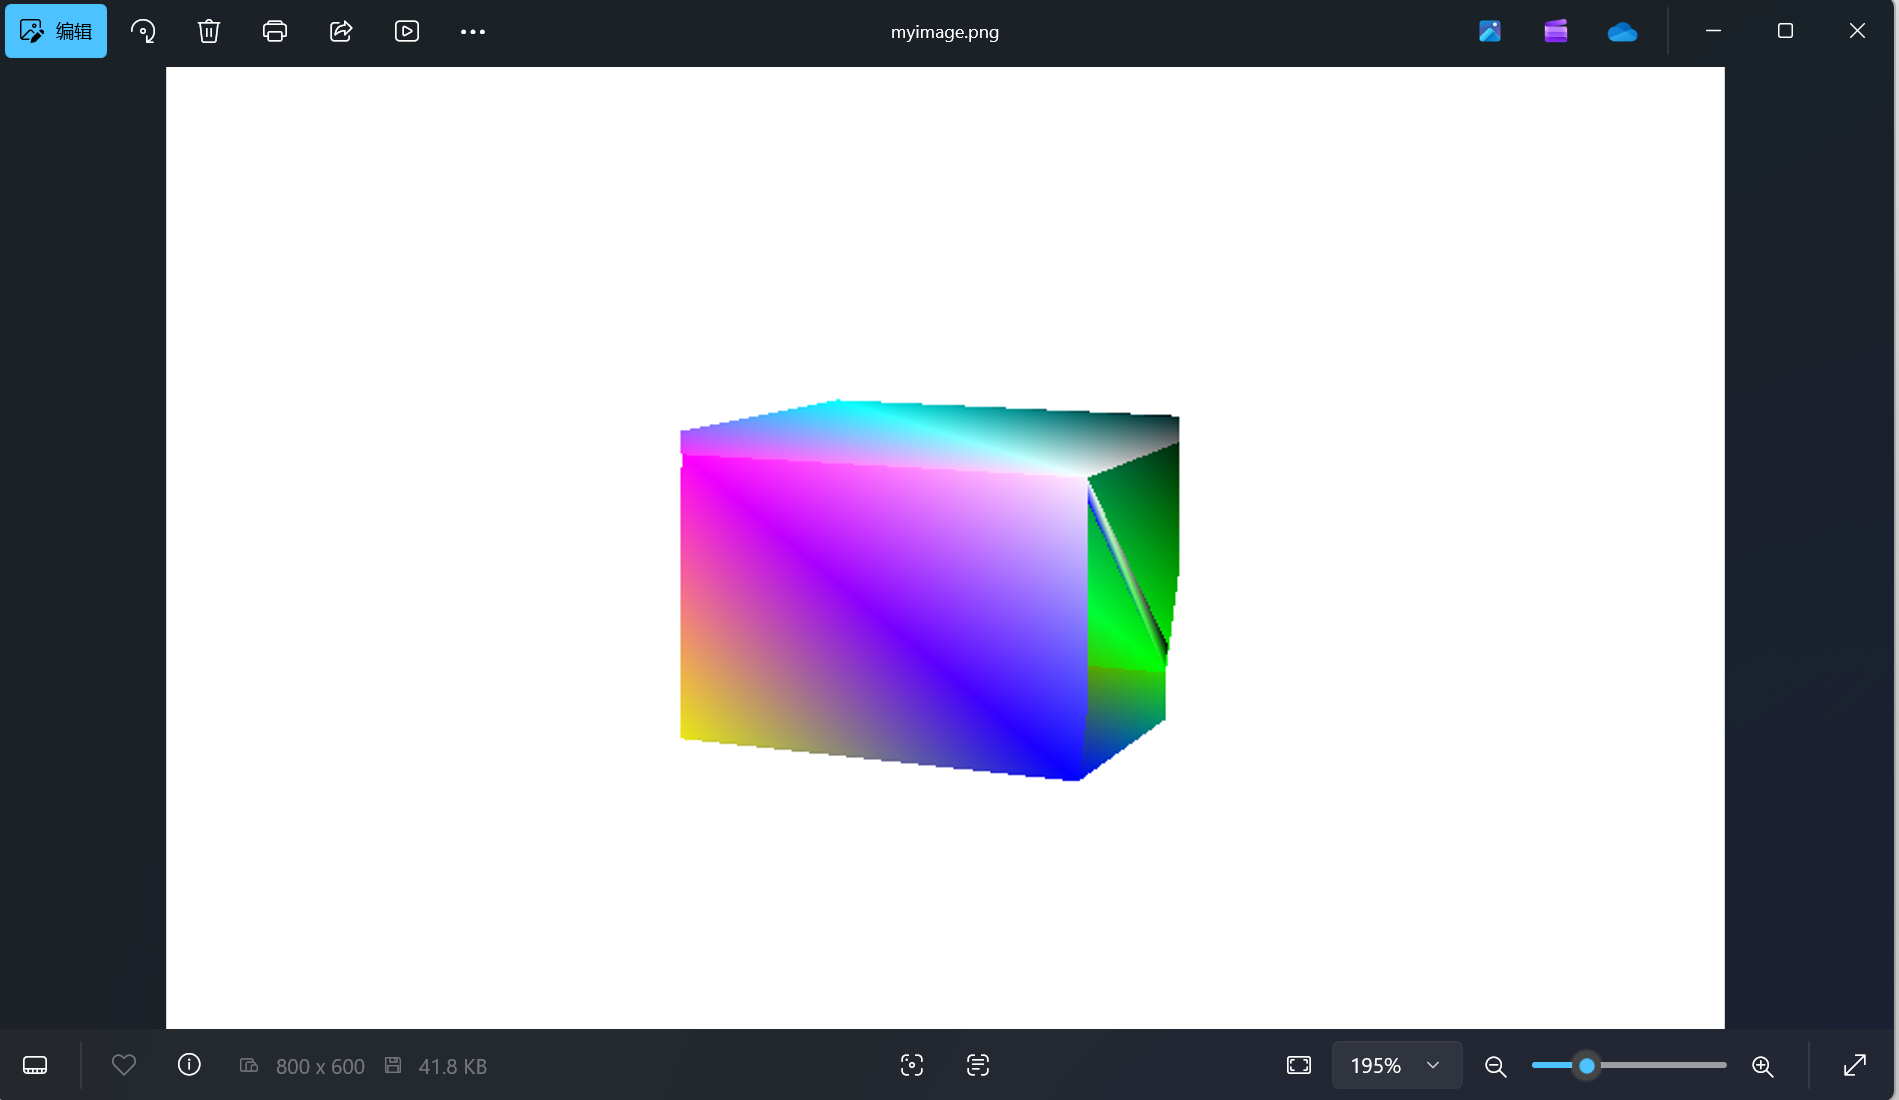 编辑
myimage.png
800 x 600
41.8 KB
195%